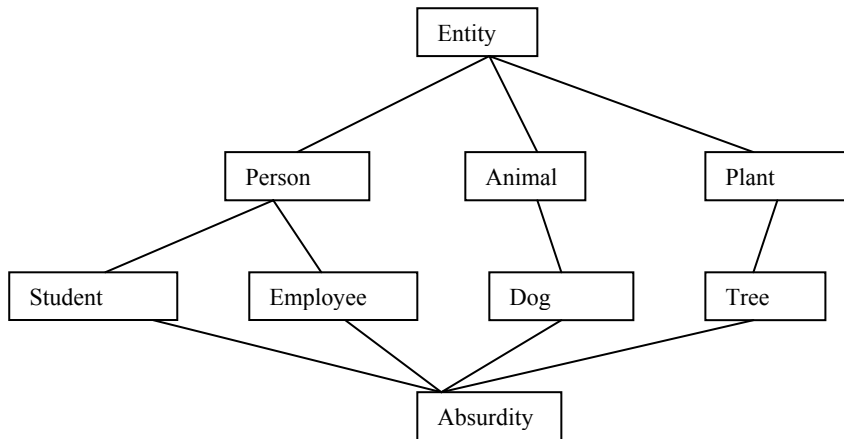 Entity
Person
Animal
Plant
Student
Employee
Dog
Tree
Absurdity